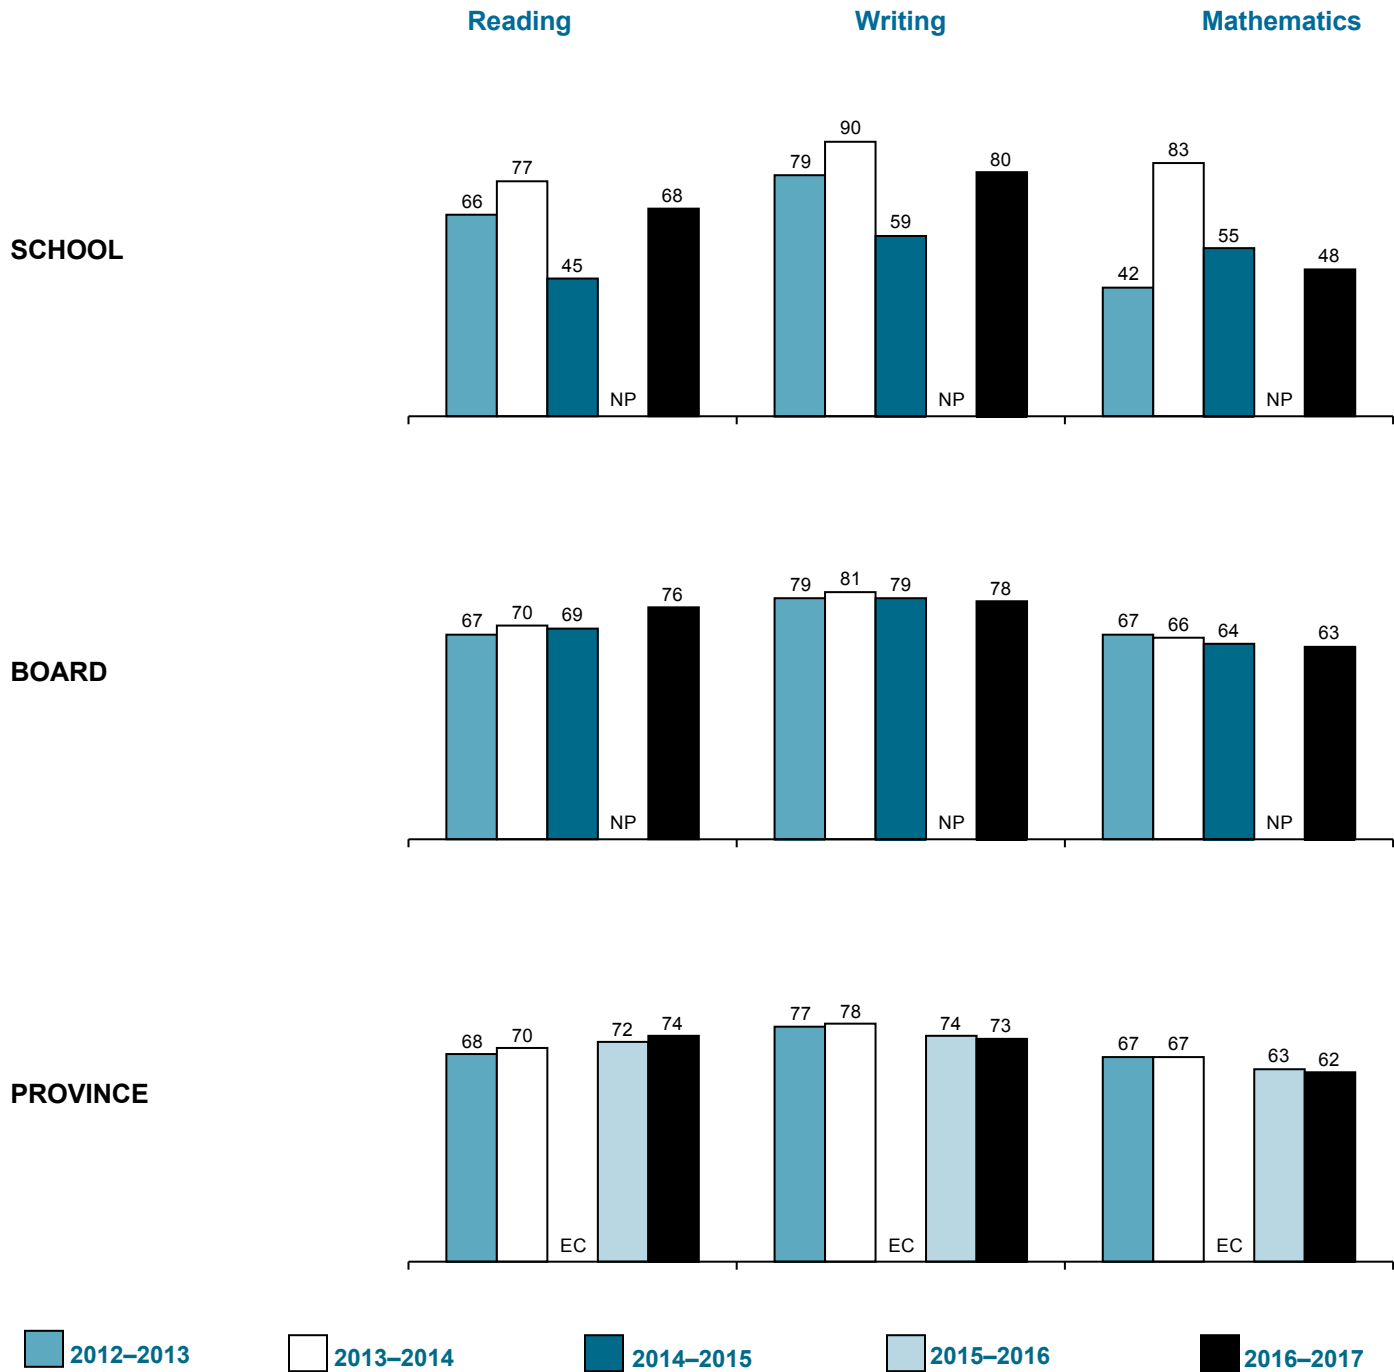 Reading Writing Mathematics
SCHOOL
66 77 45 NP 68 79 90 59 NP 80 42 83 55 NP 48
BOARD
67 70 69 NP 76 79 81 79 NP 78 67 66 64 NP 63
PROVINCE
68 70 EC 72 74 77 78 EC 74 73 67 67 EC 63 62
2012–2013 2013–2014 2014–2015 2015–2016 2016–2017